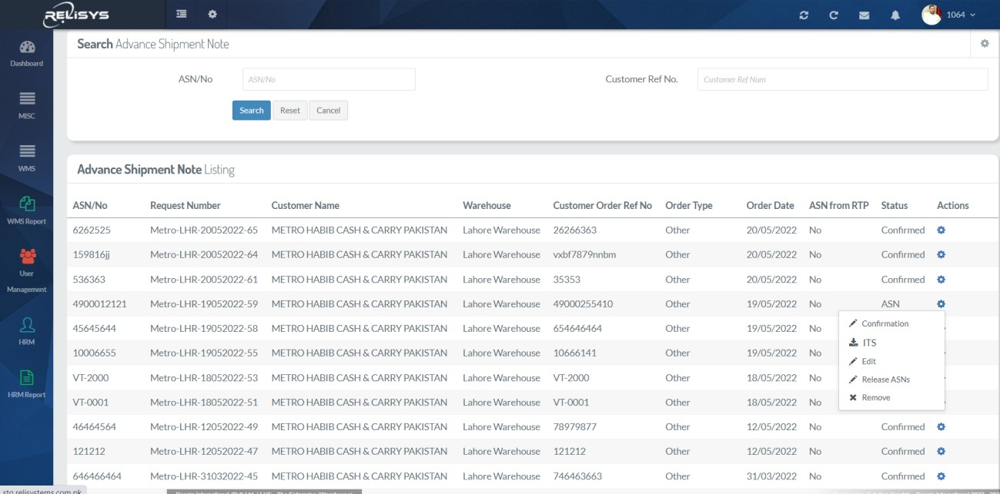 RELISYS
1064
Dashboard
MISC
WMS
WMS Report
User
Management
HRM
HRM Report
Search Advance Shipment Note
ASN/No ASN/No Customer Ref No. Customer Ref Num
Search Reset Cancel
Advance Shipment Note Listing
ASN/No Request Number Customer Name Warehouse Customer Order Ref No Order Type Order Date ASN from RTP Status Actions
6262525 Metro-LHR-20052022-65 METRO HABIB CASH & CARRY PAKISTAN Lahore Warehouse 26266363 Other 20/05/2022 No Confirmed
159816jj Metro-LHR-20052022-64 METRO HABIB CASH & CARRY PAKISTAN Lahore Warehouse vxbf7879nnbm Other 20/05/2022 No Confirmed
536363 Metro-LHR-20052022-61 METRO HABIB CASH & CARRY PAKISTAN Lahore Warehouse 35353 Other 20/05/2022 No Confirmed
4900012121 Metro-LHR-19052022-59 METRO HABIB CASH & CARRY PAKISTAN Lahore Warehouse 49000255410 Other 19/05/2022 No ASN
45645644 Metro-LHR-19052022-58 METRO HABIB CASH & CARRY PAKISTAN Lahore Warehouse 654646464 Other 19/05/2022 No
10006655 Metro-LHR-19052022-55 METRO HABIB CASH & CARRY PAKISTAN Lahore Warehouse 10666141 Other 19/05/2022 No
VT-2000 Metro-LHR-18052022-53 METRO HABIB CASH & CARRY PAKISTAN Lahore Warehouse VT-2000 Other 18/05/2022 No
VT-0001 Metro-LHR-18052022-51 METRO HABIB CASH & CARRY PAKISTAN Lahore Warehouse VT-0001 Other 18/05/2022 No
46464564 Metro-LHR-12052022-49 METRO HABIB CASH & CARRY PAKISTAN Lahore Warehouse 78979877 Other 12/05/2022 No Confirmed
121212 Metro-LHR-12052022-47 METRO HABIB CASH & CARRY PAKISTAN Lahore Warehouse 121212 Other 12/05/2022 No Confirmed
646466464 Metro-LHR-31032022-45 METRO HABIB CASH & CARRY PAKISTAN Lahore Warehouse 746463663 Other 31/03/2022 No Confirmed
Confirmation
ITS
Edit
Release ASNs
Remove
stg.relisystems.com.pk